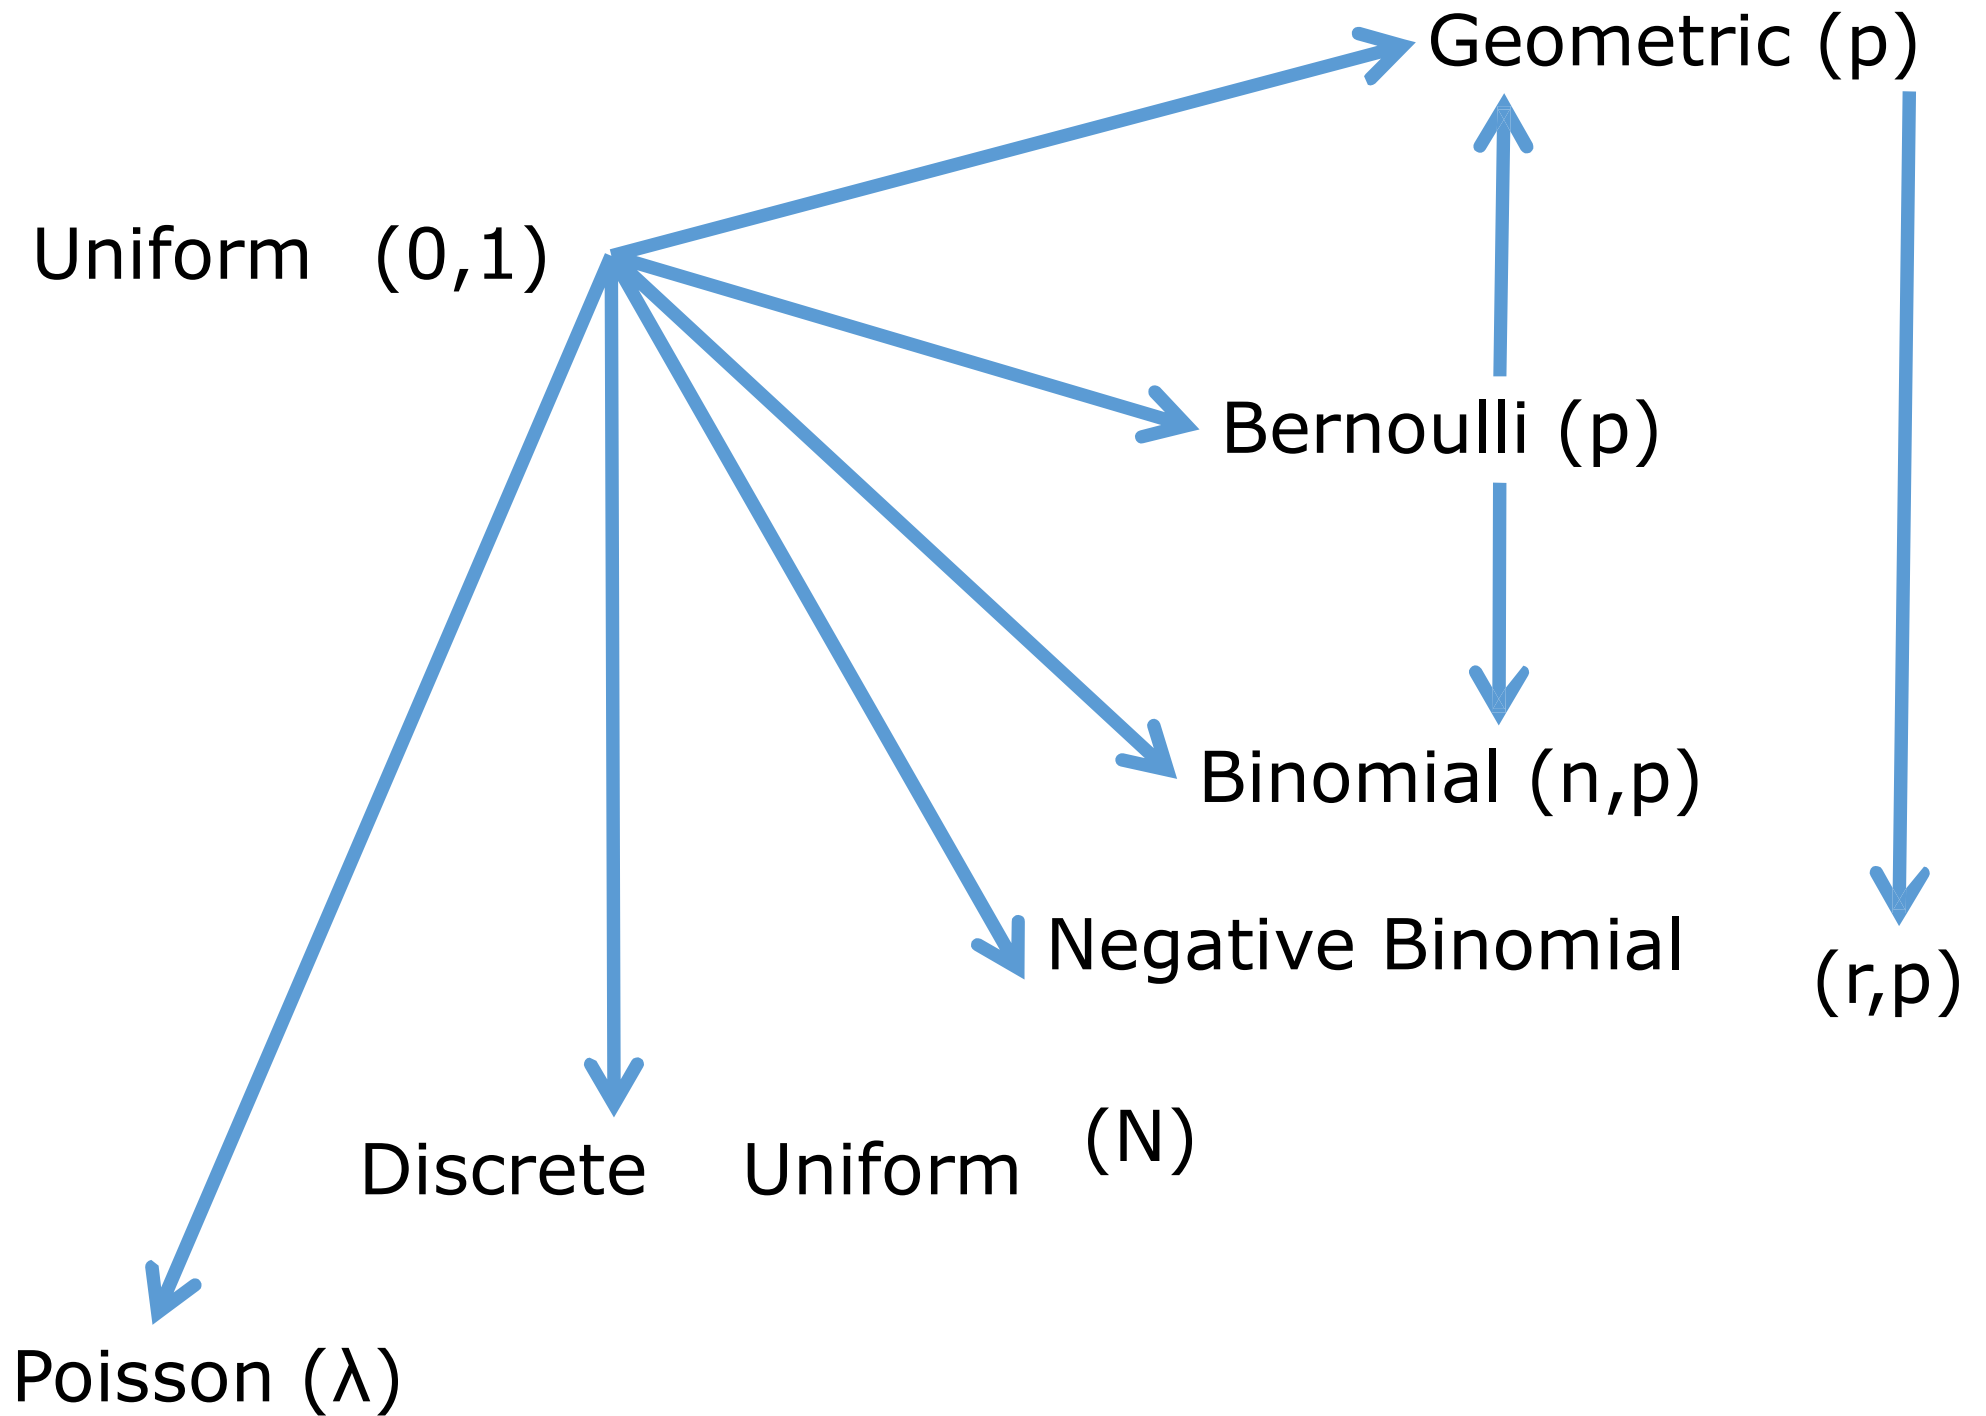 Geometric (p)
Uniform (0,1)
Bernoulli (p)
Binomial (n,p)
Negative Binomial (r,p)
Discrete Uniform (N)
Poisson (λ)